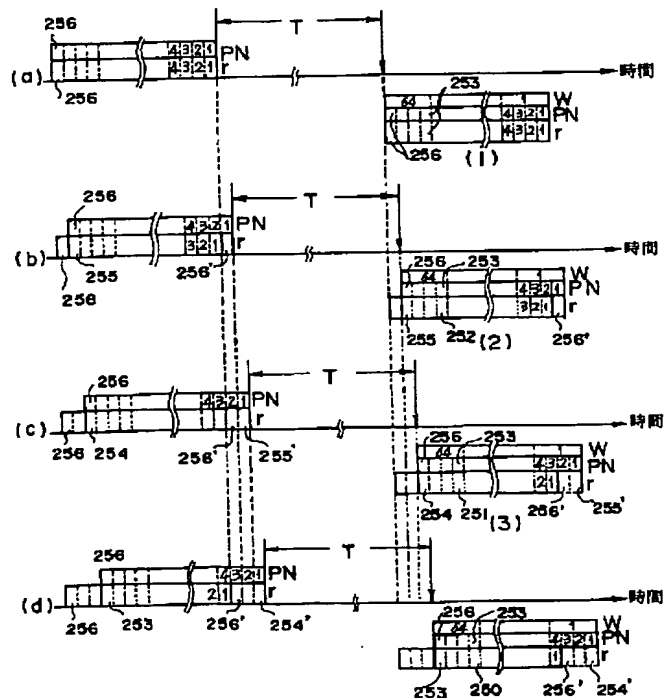 256
T
4 3 2 1 PN
(a)
4 3 2 1 r
時間
256
253
64 1 W
4 3 2 1 PN
4 3 2 1 r
256
(1)
256
T
4 3 2 1 PN
(b)
3 2 1 r
時間
255
256
256'
256
253
64 1 W
4 3 2 1 PN
3 2 1 r
255
252
256'
(2)
256
T
4 3 2 1 PN
(c)
r
時間
256
254
256'
255'
256
253
64 1 W
4 3 2 1 PN
2 1 r
254
251
256'
255'
(3)
256
T
4 3 2 1 PN
(d)
2 1 r
時間
256
253
256'
254'
256
253
64 1 W
4 3 2 1 PN
1 r
253
250
256'
254'